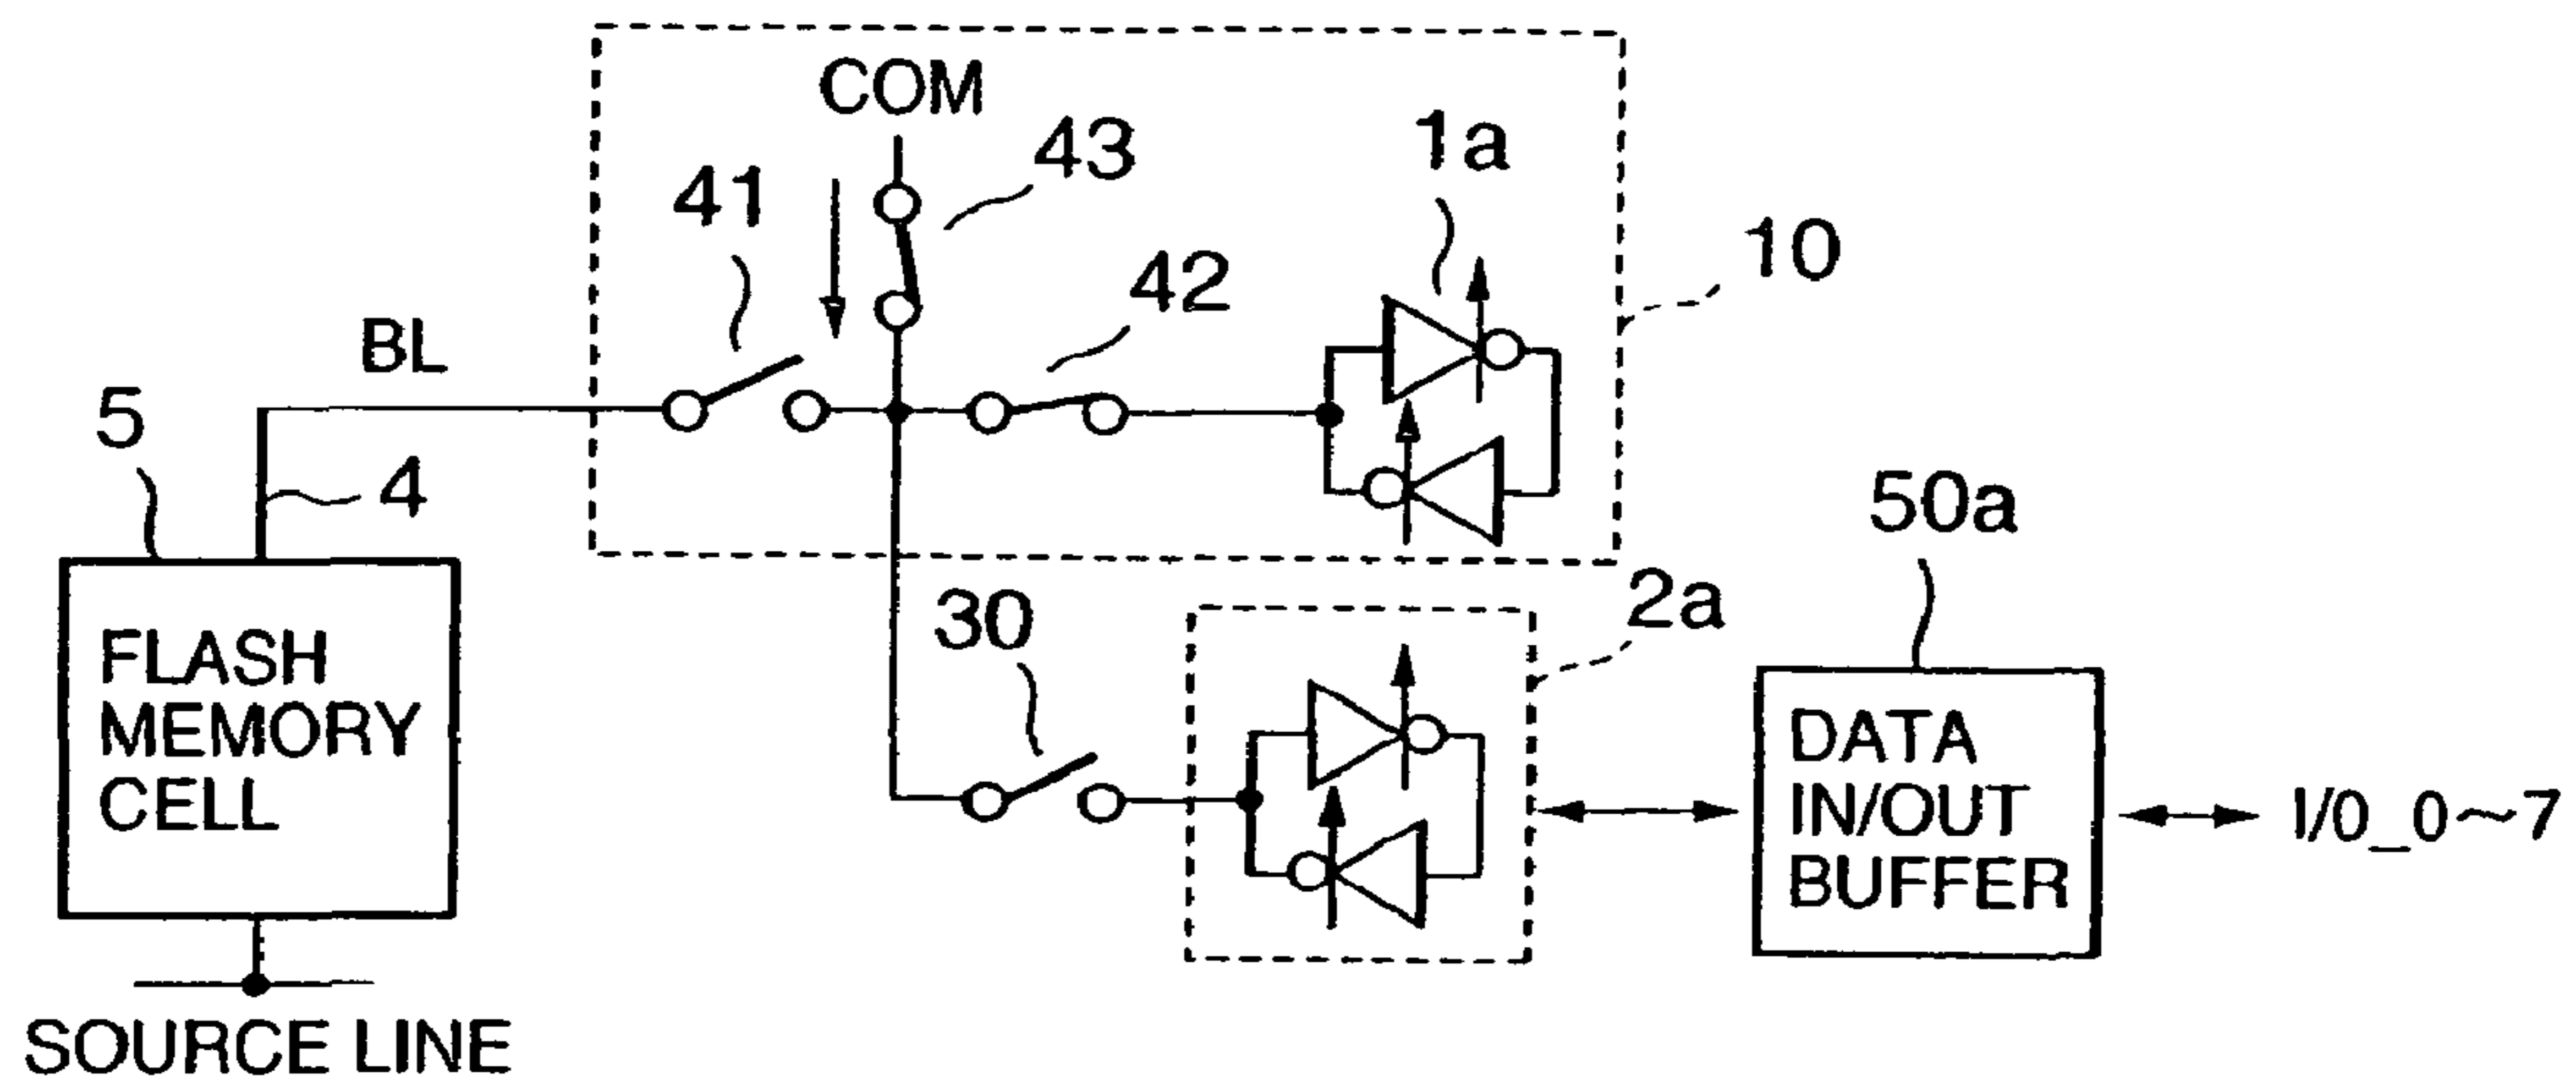 COM
43
1a
41
10
42
BL
5
4
50a
2a
30
FLASH
MEMORY
CELL
DATA
IN/OUT
BUFFER
I/0_0~7
SOURCE LINE